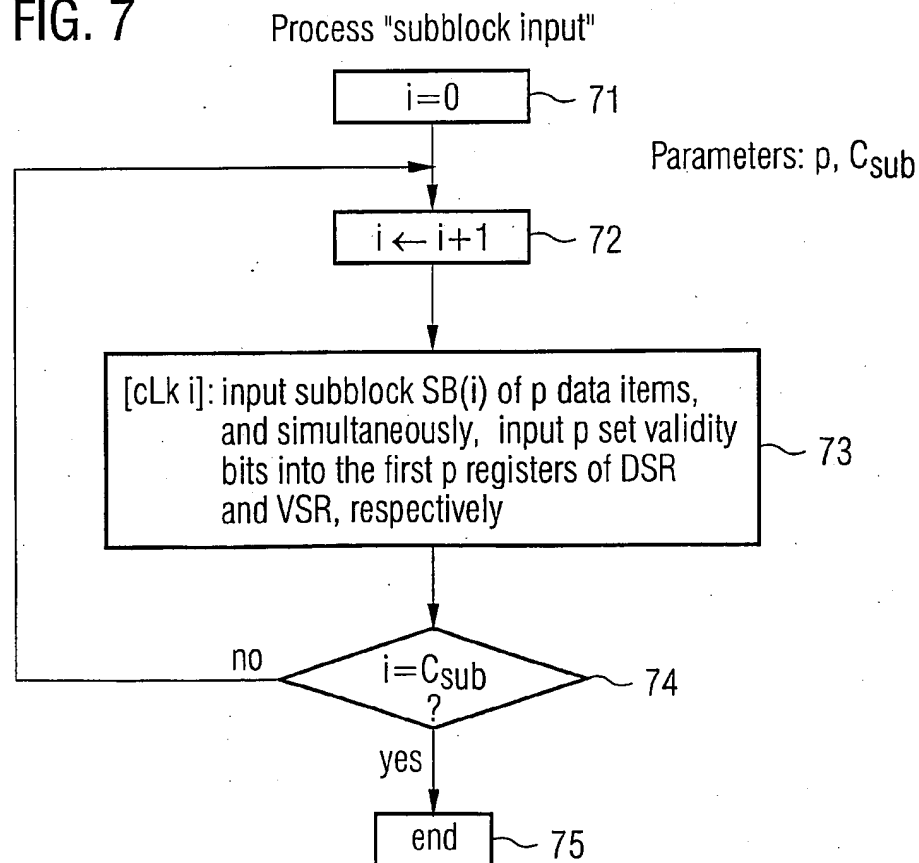 FIG. 7
Process "subblock input"
i=0
71
Parameters: p, Csub
i ← i+1
72
[cLk i]: input subblock SB(i) of p data items,
and simultaneously, input p set validity
bits into the first p registers of DSR
and VSR, respectively
73
no
i=Csub
?
74
yes
end
75